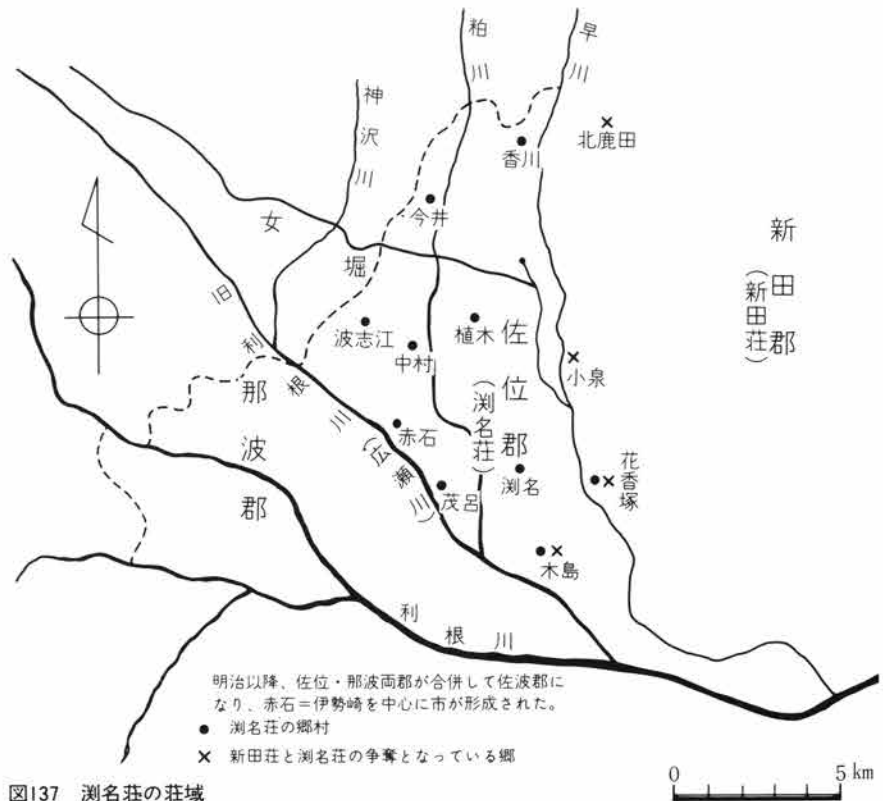 粕川
早川
神沢川
北鹿田
香川
今井
女堀
新田郡
(新田荘)
旧利根川(広瀬川)
波志江
中村
植木
佐位郡
(渕名荘)
小泉
那波郡
赤石
渕名
花香塚
茂呂
木島
利根川
明治以降、佐位・那波両郡が合併して佐波郡に
なり、赤石=伊勢崎を中心に市が形成された。
● 渕名荘の郷村
× 新田荘と渕名荘の争奪となっている郷
0 5km
図137 渕名荘の荘域